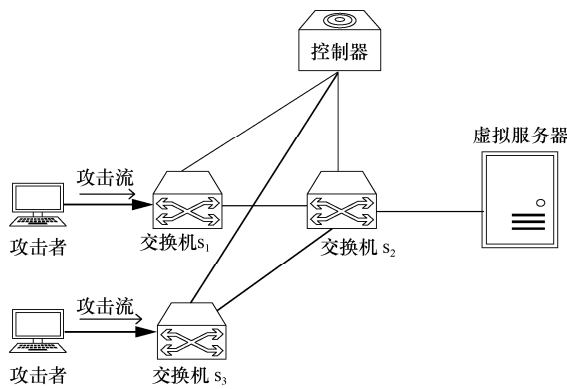 控制器
虚拟服务器
攻击流
攻击者
交换机s₁
交换机 s₂
攻击流
攻击者
交换机 s₃